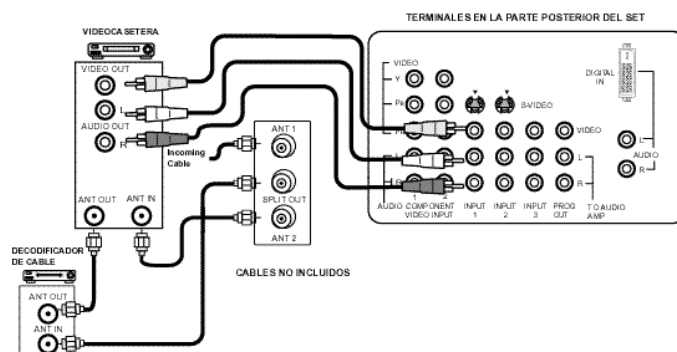 TERMINALES EN LA PARTE POSTERIOR DEL SET
VIDEOCASETERA
VIDEO OUT
L
AUDIO OUT
R
ANT OUT
ANT IN
Incoming
Cable
ANT 1
SPLIT OUT
ANT 2
CABLES NO INCLUIDOS
DECODIFICADOR
DE CABLE
ANT OUT
ANT IN
VIDEO
Y
PB
S-VIDEO
DIGITAL
IN
VIDEO
L
R
L
AUDIO
R
AUDIO
1
2
COMPONENT
VIDEO INPUT
INPUT
1
INPUT
2
INPUT
3
PROG
OUT
TO AUDIO
AMP